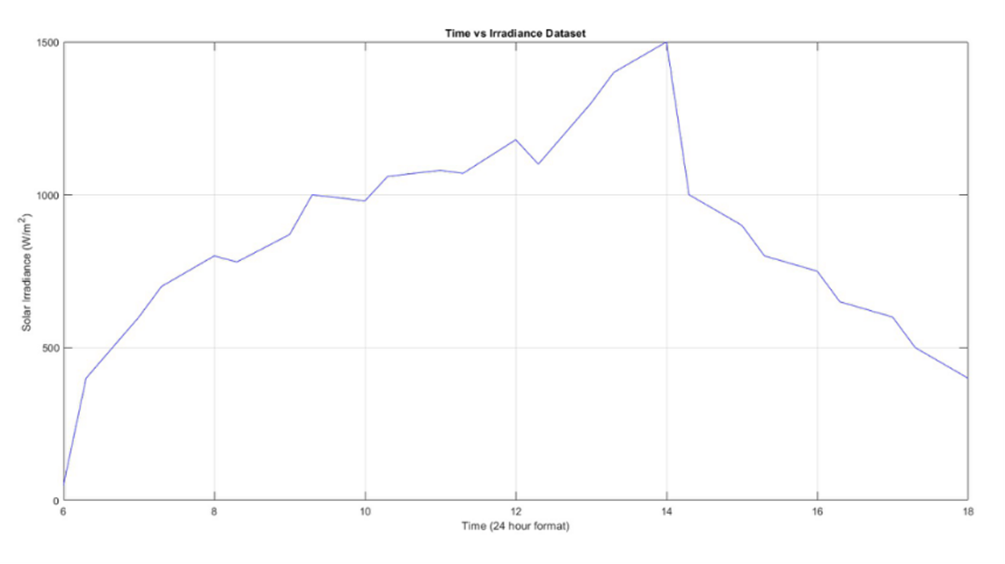 Time vs Irradiance Dataset
1500
1000
500
0
Solar Irradiance (W/m²)
6 8 10 12 14 16 18
Time (24 hour format)